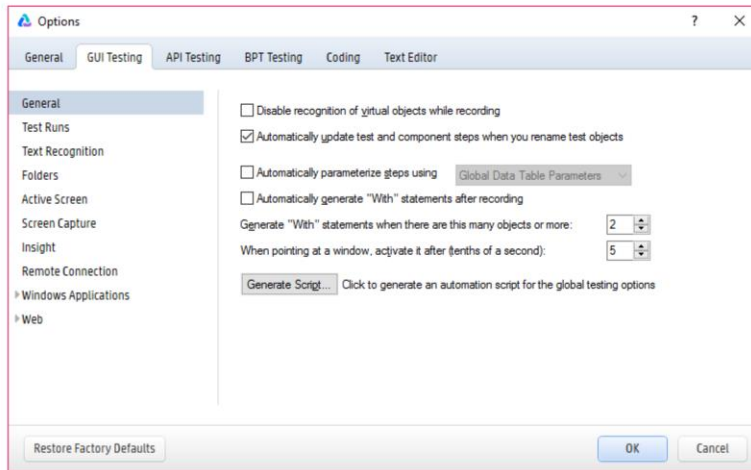 Options ? ×
General GUI Testing API Testing BPT Testing Coding Text Editor
General
Test Runs
Text Recognition
Folders
Active Screen
Screen Capture
Insight
Remote Connection
Windows Applications
Web
Disable recognition of virtual objects while recording
Automatically update test and component steps when you rename test objects
Automatically parameterize steps using Global Data Table Parameters
Automatically generate "With" statements after recording
Generate "With" statements when there are this many objects or more: 2
When pointing at a window, activate it after (tenths of a second): 5
Generate Script... Click to generate an automation script for the global testing options
Restore Factory Defaults OK Cancel